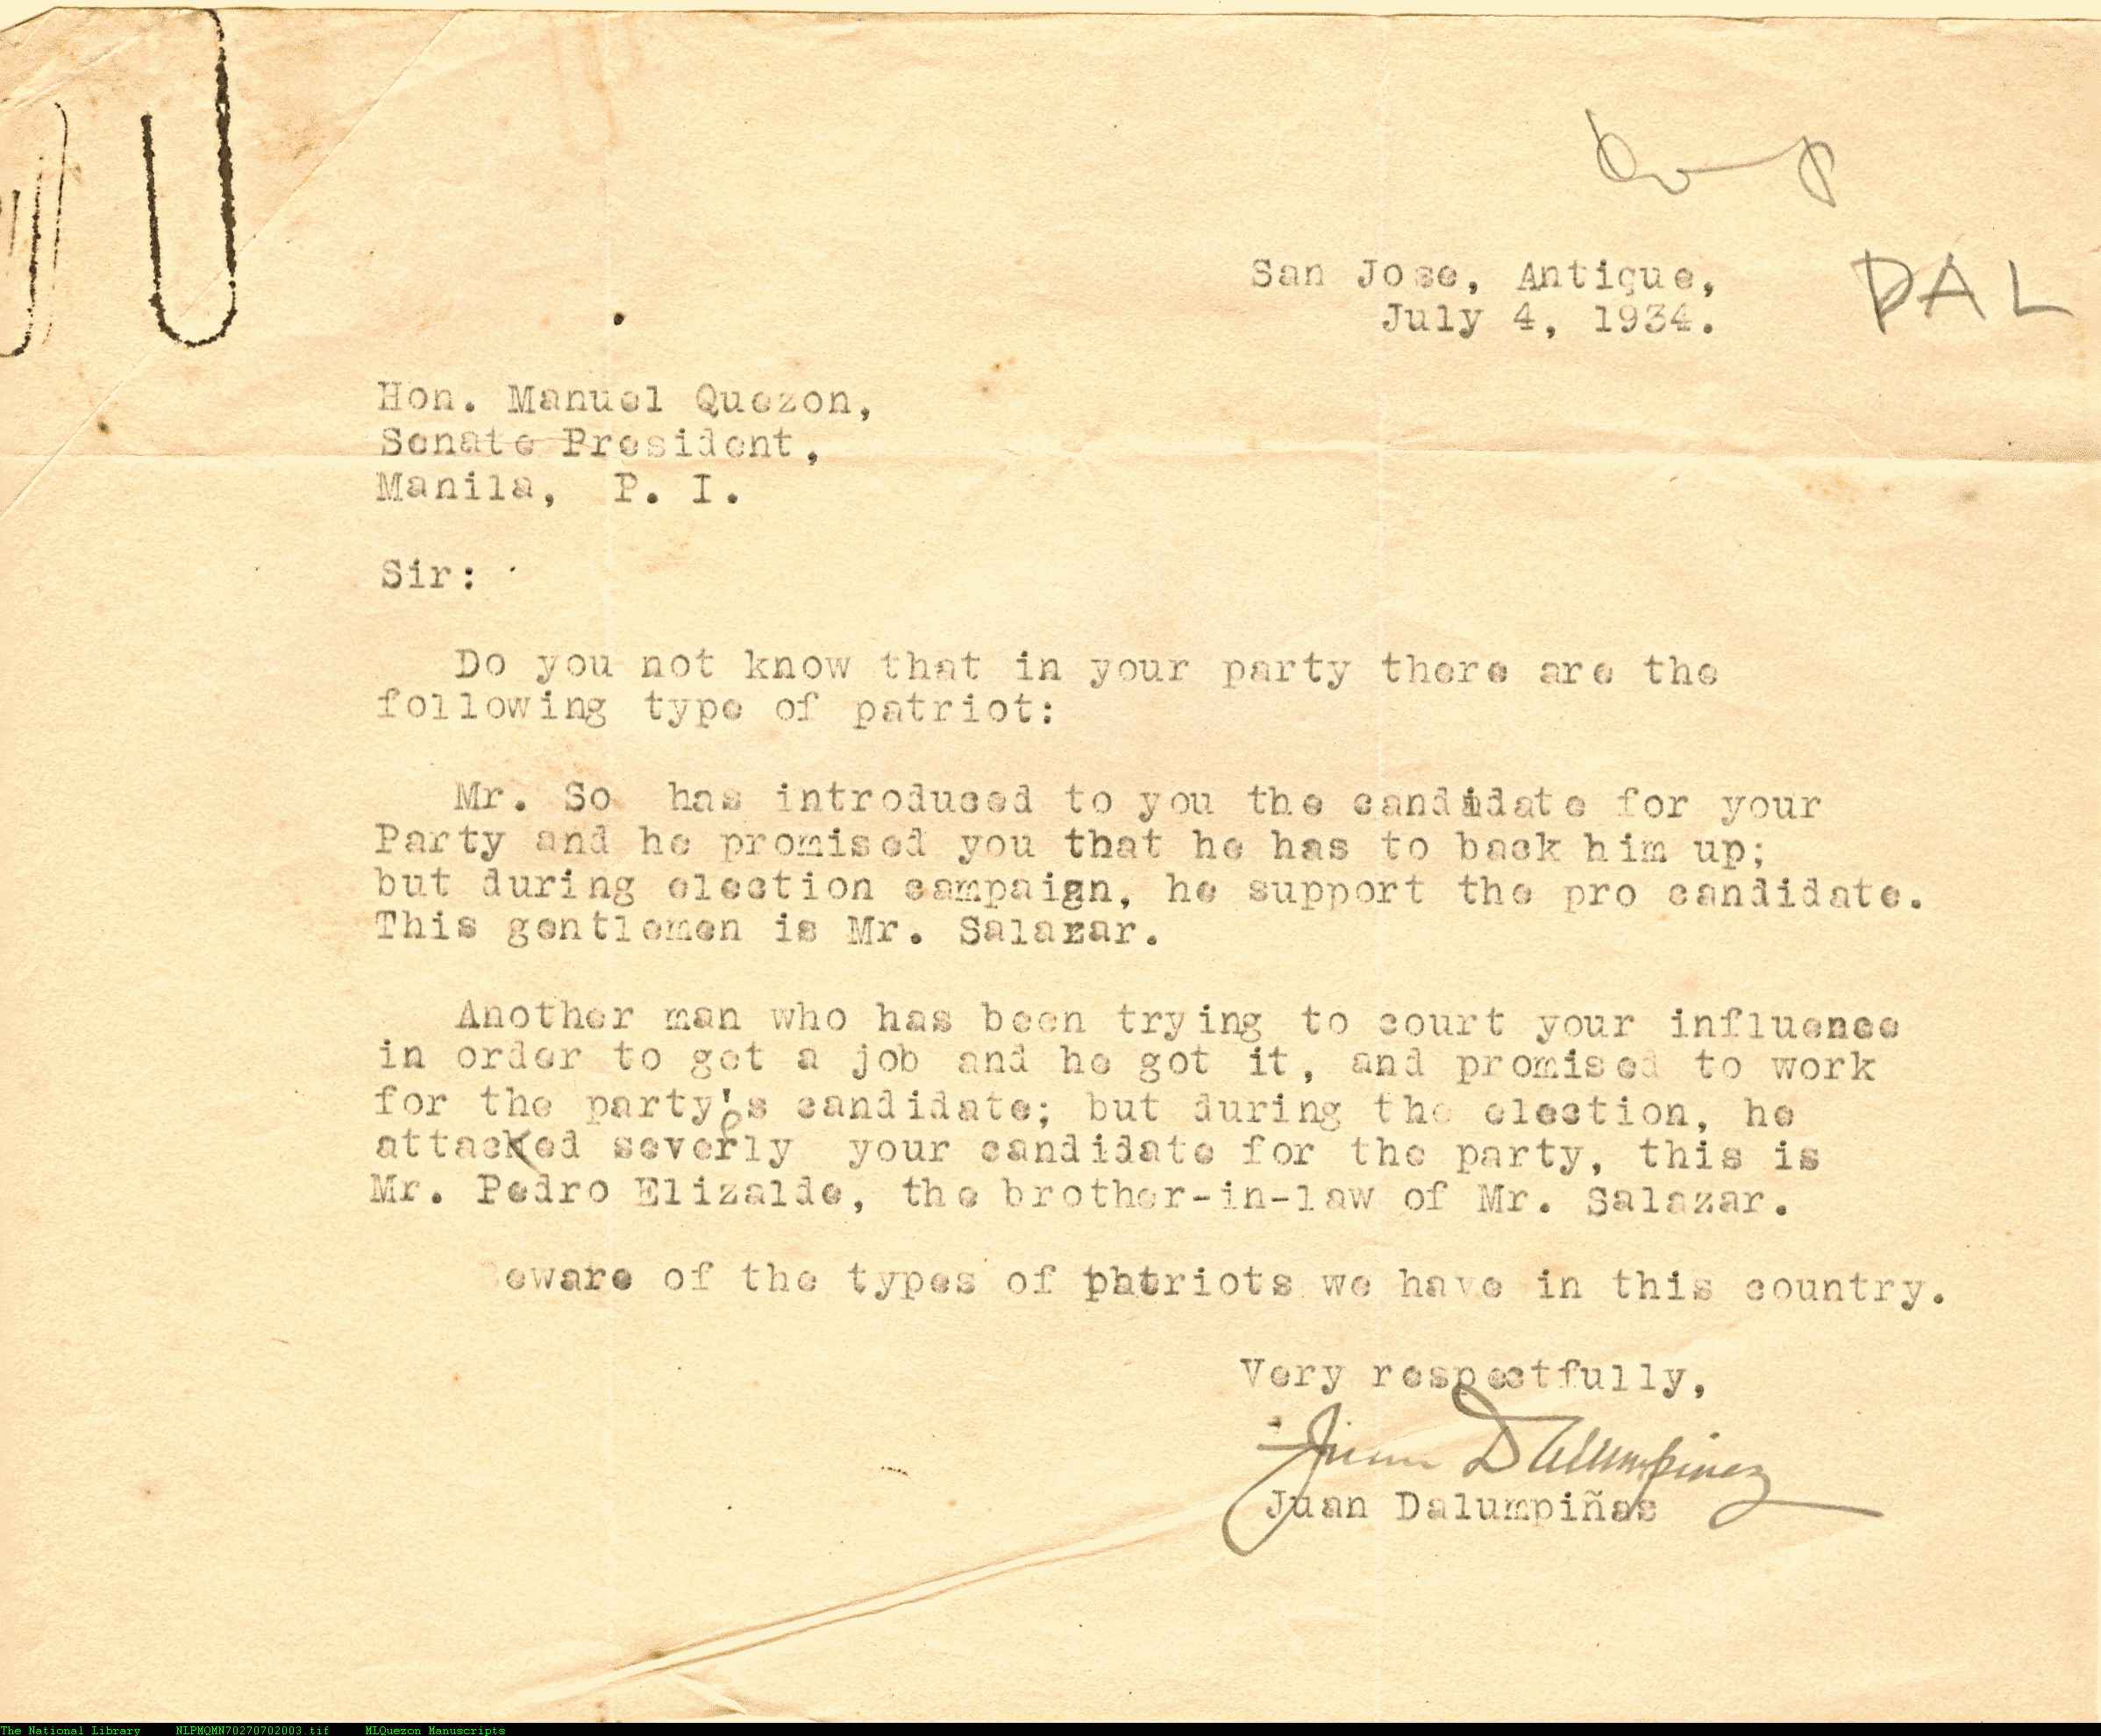 DAL
San Jose, Antique,
July 4, 1934.
Hon. Manuel Quezon,
Senate President,
Manila, P. I.
Sir:
Do you not know that in your party there are the
following type of patriot:
Mr. So has introduced to you the candidate for your
Party and he promised you that he has to back him up;
but during election campaign, he support the pro candidate.
This gentlemen is Mr. Salazar.
Another man who has been trying to court your influence
in order to get a job and he got it, and promised to work
for the party's candidate; but during the election, he
attacked severly your candidate for the party, this is
Mr. Pedro Elizalde, the brother-in-law of Mr. Salazar.
Beware of the types of patriots we have in this country.
Very respectfully,
Juan Dalumpinez
Juan Dalumpiñas
The National Library NLPMQMN70270702003.tif MLQuezon Manuscripts